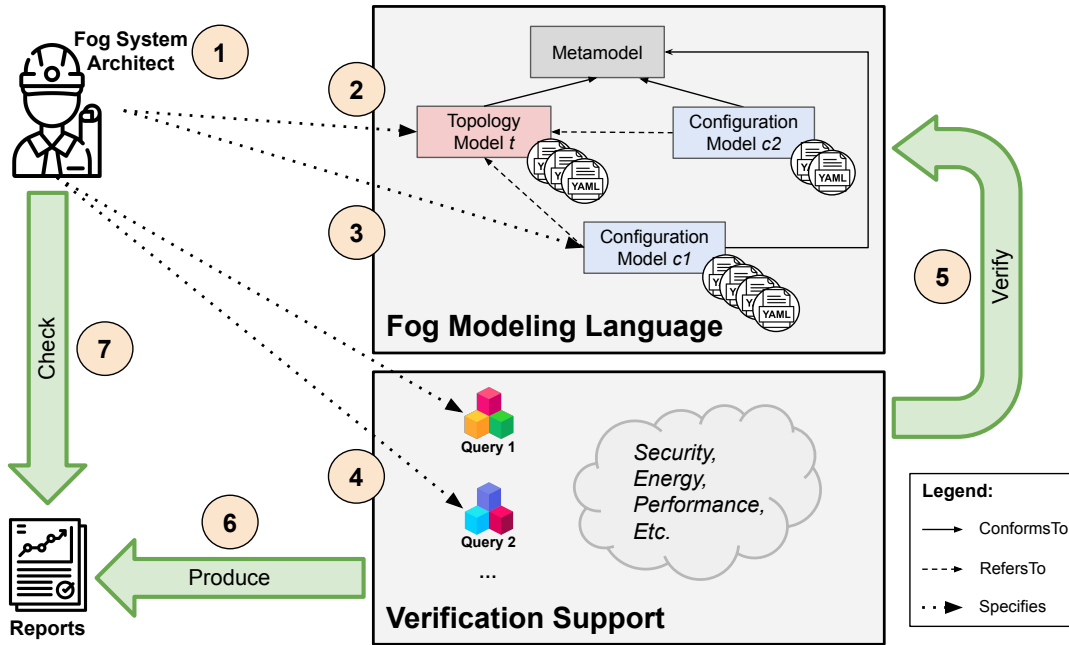 Fog System
Architect
1
2
3
Metamodel
Topology
Model t
YAML
Configuration
Model c2
YAML
Configuration
Model c1
YAML
Fog Modeling Language
5
Verify
Check
7
4
Query 1
Query 2
...
Security,
Energy,
Performance,
Etc.
Verification Support
6
Produce
Reports
Legend:
ConformsTo
RefersTo
Specifies